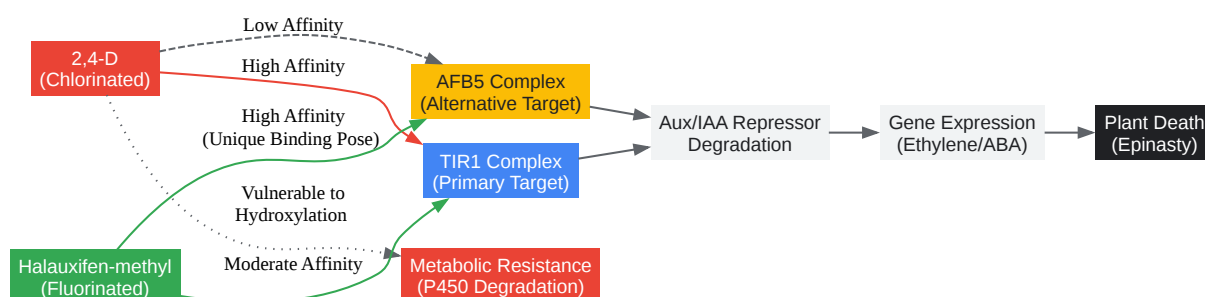 Low Affinity
2,4-D
(Chlorinated)
High Affinity
AFB5 Complex
(Alternative Target)
High Affinity
(Unique Binding Pose)
Aux/IAA Repressor
Degradation
Gene Expression
(Ethylene/ABA)
Plant Death
(Epinasty)
TIR1 Complex
(Primary Target)
Vulnerable to
Hydroxylation
Halauxifen-methyl
(Fluorinated)
Moderate Affinity
Metabolic Resistance
(P450 Degradation)